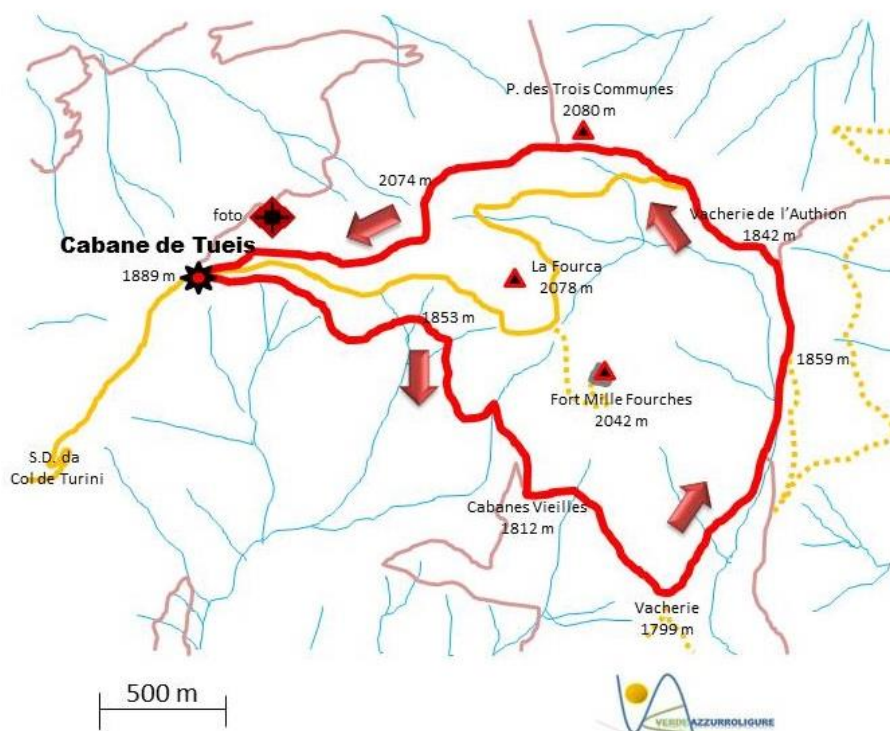 P. des Trois Communes
2080 m
2074 m
foto
Vacherie de l'Authion
1842 m
Cabane de Tueis
1889 m
La Fourca
2078 m
1853 m
1859 m
Fort Mille Fourches
2042 m
S.D. da
Col de Turini
Cabanes Vieilles
1812 m
Vacherie
1799 m
500 m
VERDEAZZURROLIGURE